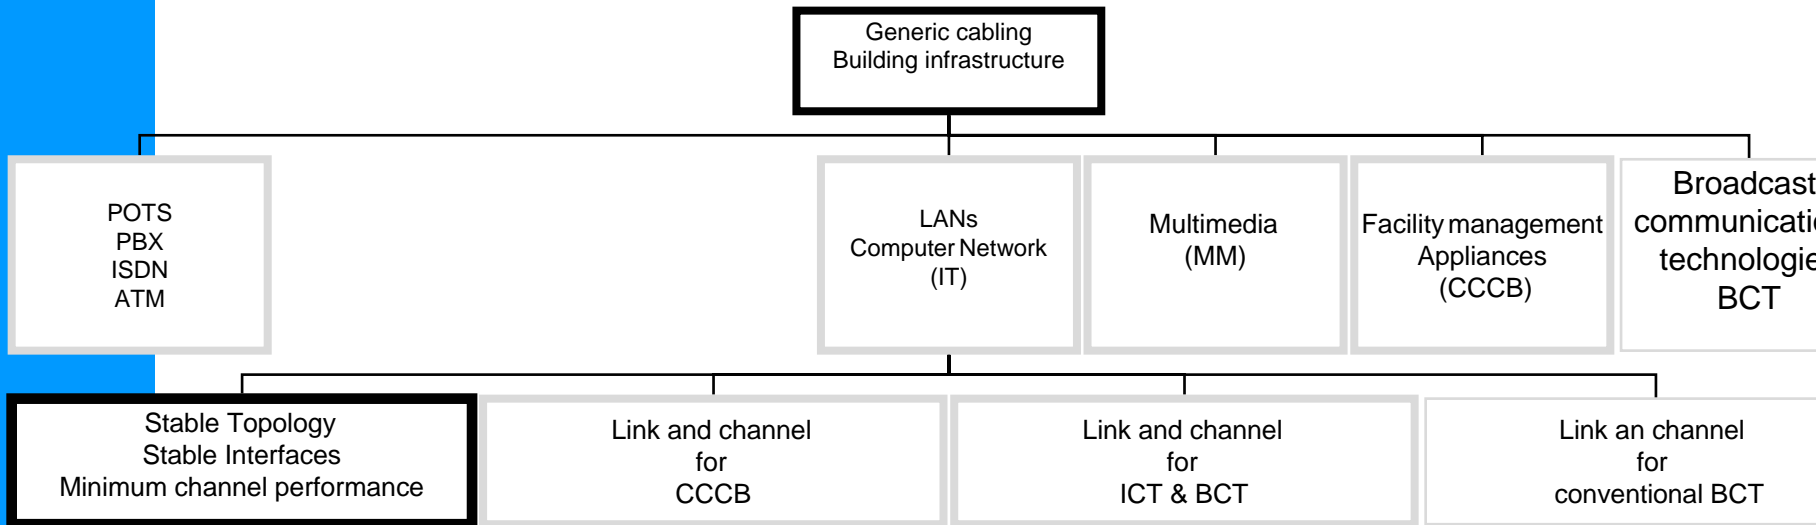 Generic cabling
Building infrastructure
POTS
PBX
ISDN
ATM
LANs
Computer Network
(IT)
Multimedia
(MM)
Facility management
Appliances
(CCCB)
Broadcast
communicatio
technologie
BCT
Stable Topology
Stable Interfaces
Minimum channel performance
Link and channel
for
CCCB
Link and channel
for
ICT & BCT
Link an channel
for
conventional BCT